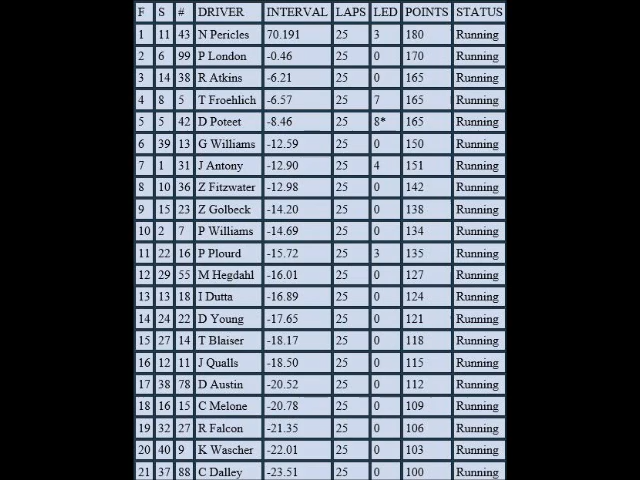 F S # DRIVER INTERVAL LAPS LED POINTS STATUS
1 11 43 N Pericles 70.191 25 3 180 Running
2 6 99 P London -0.46 25 0 170 Running
3 14 38 R Atkins -6.21 25 0 165 Running
4 8 5 T Froehlich -6.57 25 7 165 Running
5 5 42 D Poteet -8.46 25 8* 165 Running
6 39 13 G Williams -12.59 25 0 150 Running
7 1 31 J Antony -12.90 25 4 151 Running
8 10 36 Z Fitzwater -12.98 25 0 142 Running
9 15 23 Z Golbeck -14.20 25 0 138 Running
10 2 7 P Williams -14.69 25 0 134 Running
11 22 16 P Plourd -15.72 25 3 135 Running
12 29 55 M Hegdahl -16.01 25 0 127 Running
13 13 18 I Dutta -16.89 25 0 124 Running
14 24 22 D Young -17.65 25 0 121 Running
15 27 14 T Blaiser -18.17 25 0 118 Running
16 12 11 J Qualls -18.50 25 0 115 Running
17 38 78 D Austin -20.52 25 0 112 Running
18 16 15 C Melone -20.78 25 0 109 Running
19 32 27 R Falcon -21.35 25 0 106 Running
20 40 9 K Wascher -22.01 25 0 103 Running
21 37 88 C Dalley -23.51 25 0 100 Running